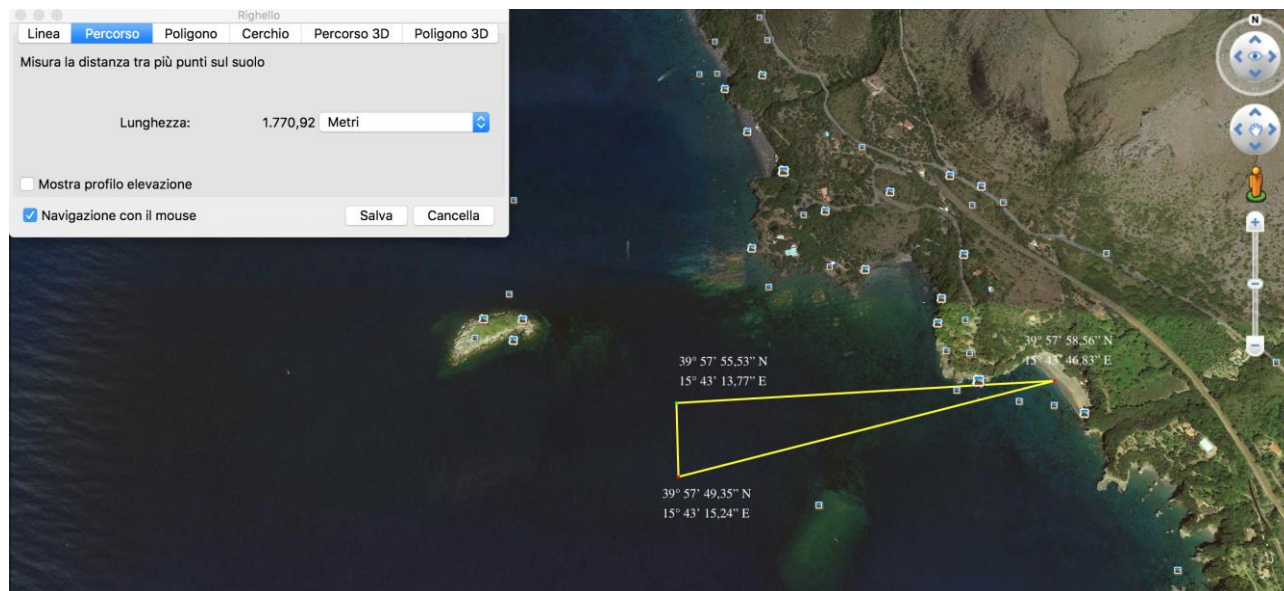 Righello
Linea Percorso Poligono Cerchio Percorso 3D Poligono 3D
Misura la distanza tra più punti sul suolo
Lunghezza: 1.770,92 Metri
Mostra profilo elevazione
Navigazione con il mouse Salva Cancella
N
39° 57’ 58,56” N
15° 43’ 46.83” E
39° 57’ 55,53” N
15° 43’ 13,77” E
39° 57’ 49,35” N
15° 43’ 15,24” E